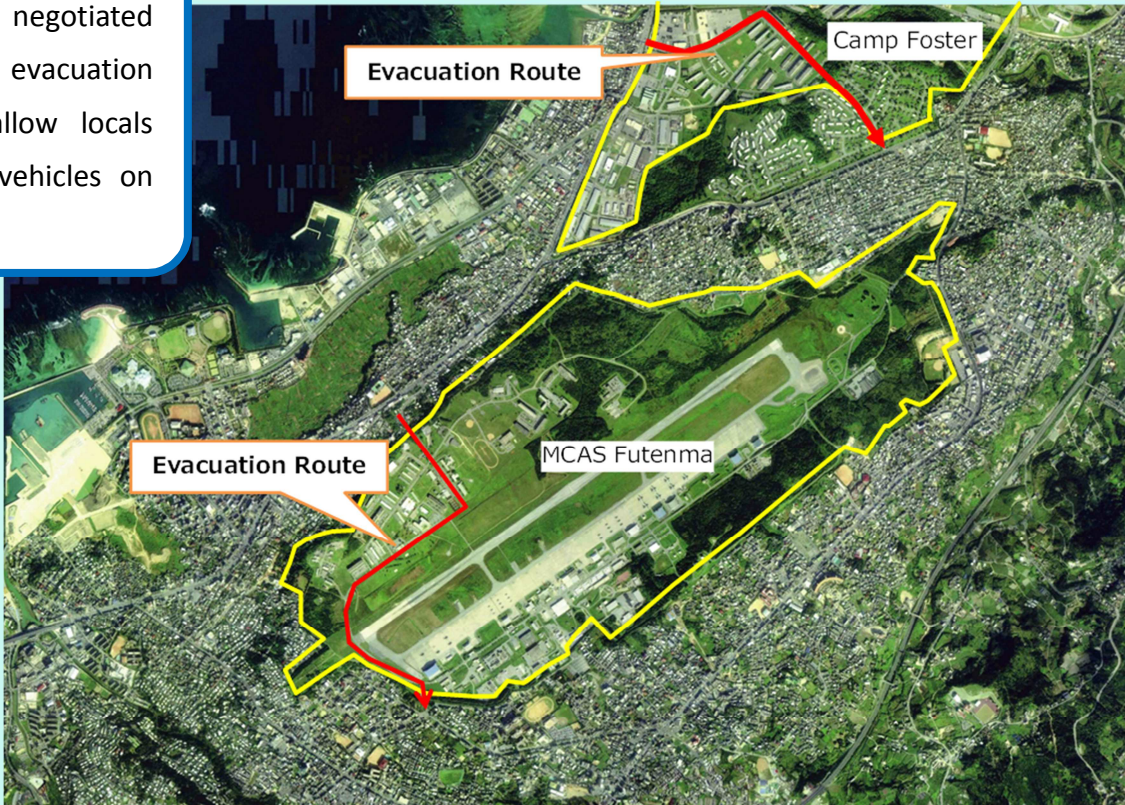 negotiated
evacuation
allow locals
vehicles on
Evacuation Route
Camp Foster
Evacuation Route
MCAS Futenma